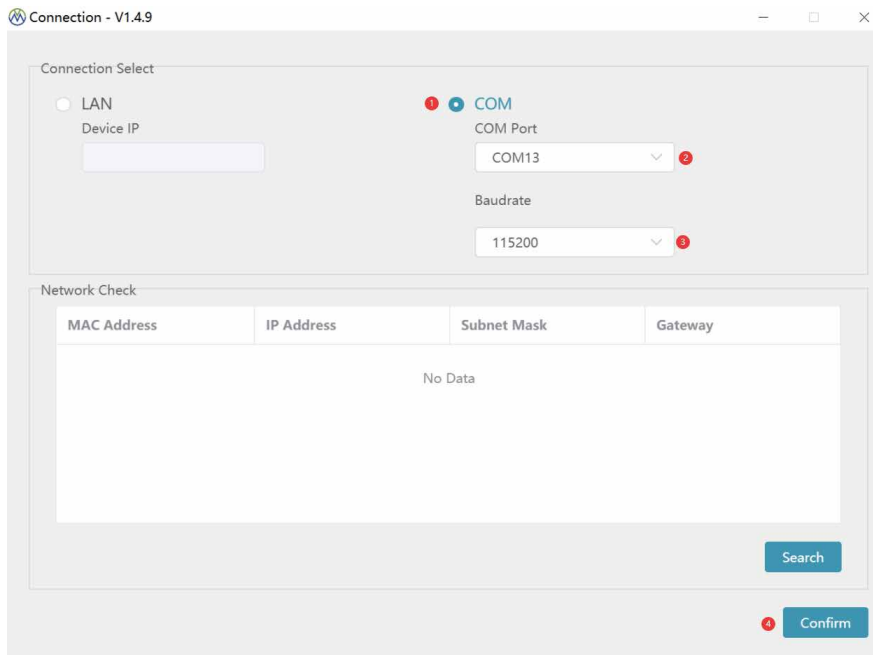 Connection - V1.4.9
Connection Select
LAN
Device IP
1 COM
COM Port
COM13 2
Baudrate
115200 3
Network Check
MAC Address IP Address Subnet Mask Gateway
No Data
Search
4 Confirm